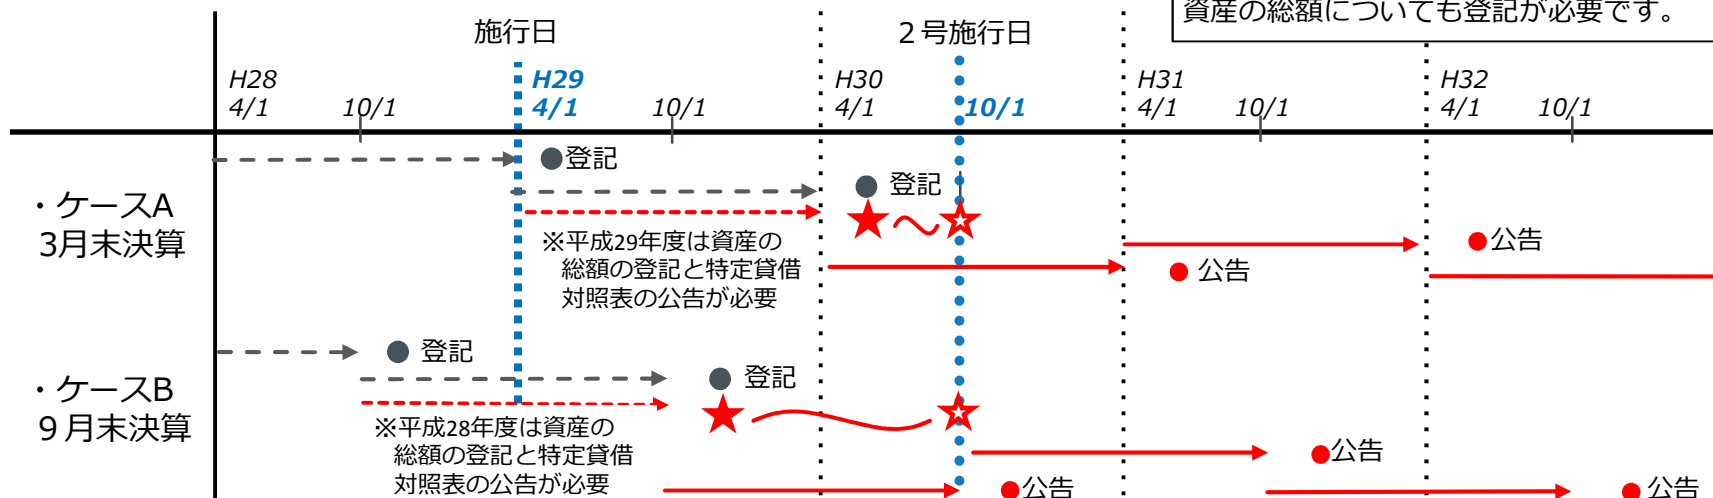 資産の総額についても登記が必要です。
施行日
２号施行日
H28
4/1
10/1
H29
4/1
10/1
H30
4/1
10/1
H31
4/1
10/1
H32
4/1
10/1
・ケースA
3月末決算
登記
登記
※平成29年度は資産の
総額の登記と特定貸借
対照表の公告が必要
公告
公告
・ケースB
９月末決算
登記
登記
※平成28年度は資産の
総額の登記と特定貸借
対照表の公告が必要
公告
公告
公告